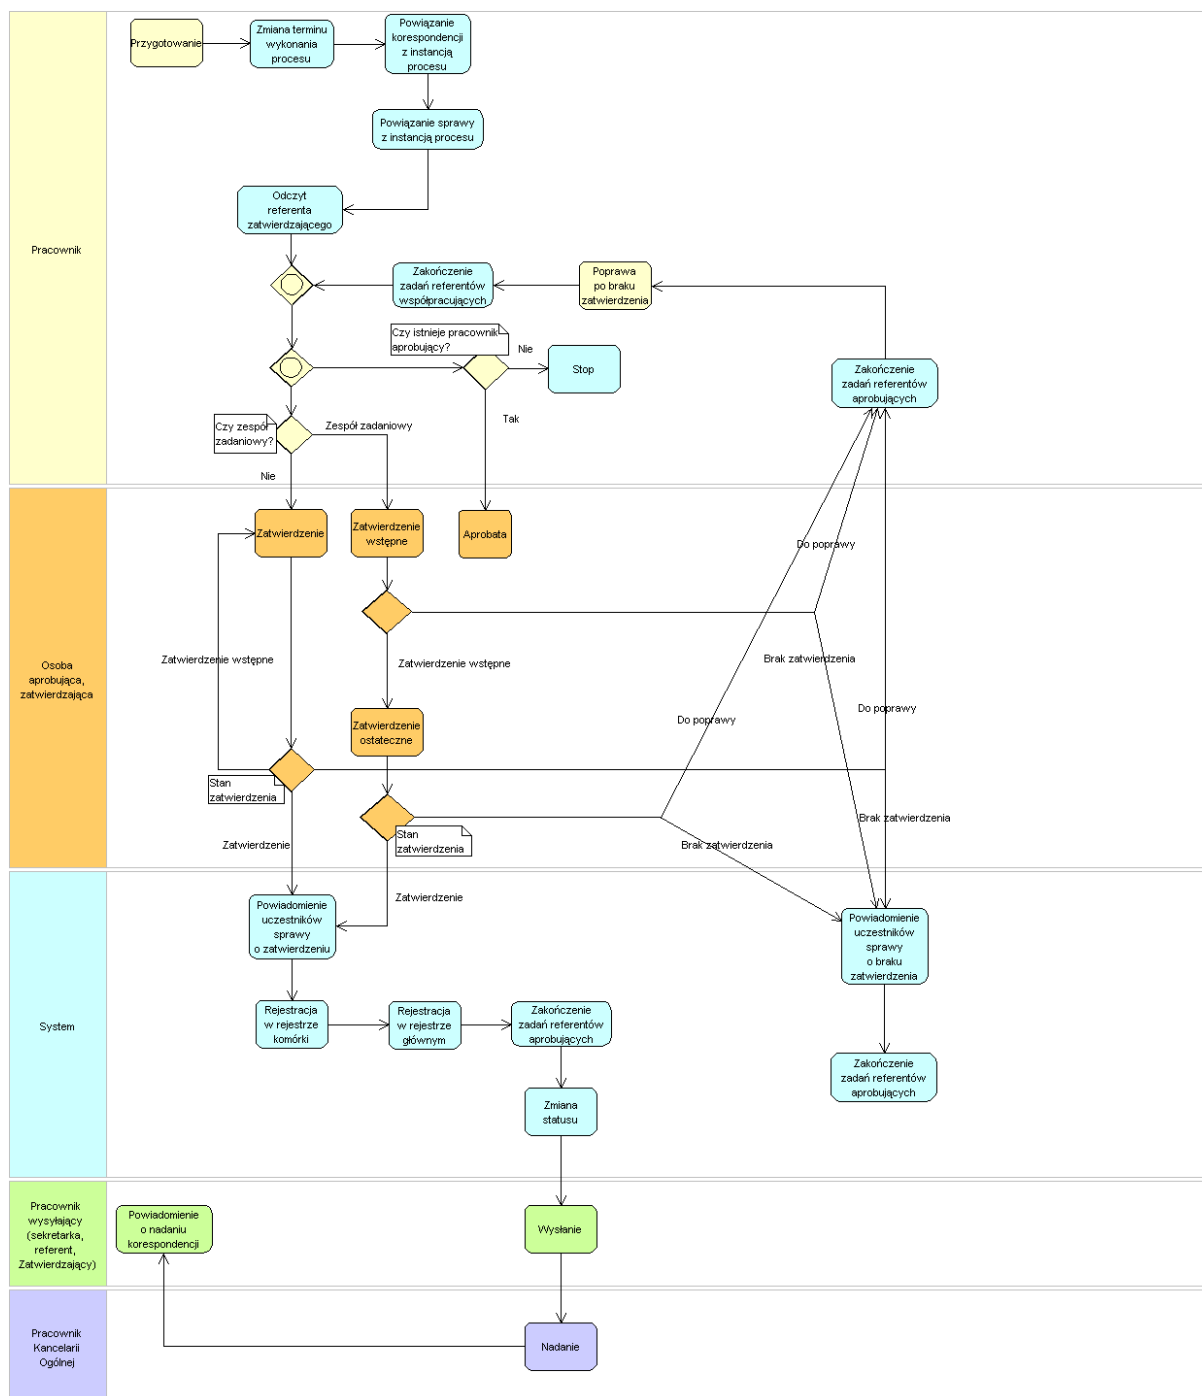 Pracownik
Przygotowanie
Zmiana terminu
wykonania
procesu
Powiązanie
korespondencji
z instancją
procesu
Powiązanie sprawy
z instancją procesu
Odczyt
referenta
zatwierdzającego
Zakończenie
zadań referentów
współpracujących
Poprawa
po braku
zatwierdzenia
Czy istnieje pracownik
aprobujący?
Nie
Stop
Tak
Zakończenie
zadań referentów
aprobujących
Czy zespół
zadaniowy?
Zespół zadaniowy
Nie
Osoba
aprobująca,
zatwierdzająca
Zatwierdzenie
Zatwierdzenie
wstępne
Aprobata
Do poprawy
Zatwierdzenie wstępne
Zatwierdzenie wstępne
Brak zatwierdzenia
Do poprawy
Do poprawy
Zatwierdzenie
ostateczne
Stan
zatwierdzenia
Stan
zatwierdzenia
Brak zatwierdzenia
Zatwierdzenie
Brak zatwierdzenia
System
Zatwierdzenie
Powiadomienie
uczestników
sprawy
o zatwierdzeniu
Powiadomienie
uczestników
sprawy
o braku
zatwierdzenia
Rejestracja
w rejestrze
komórki
Rejestracja
w rejestrze
głównym
Zakończenie
zadań referentów
aprobujących
Zakończenie
zadań referentów
aprobujących
Zmiana
statusu
Pracownik
wysyłający
(sekretarka,
referent,
Zatwierdzający)
Powiadomienie
o nadaniu
korespondencji
Wysłanie
Pracownik
Kancelarii
Ogólnej
Nadanie